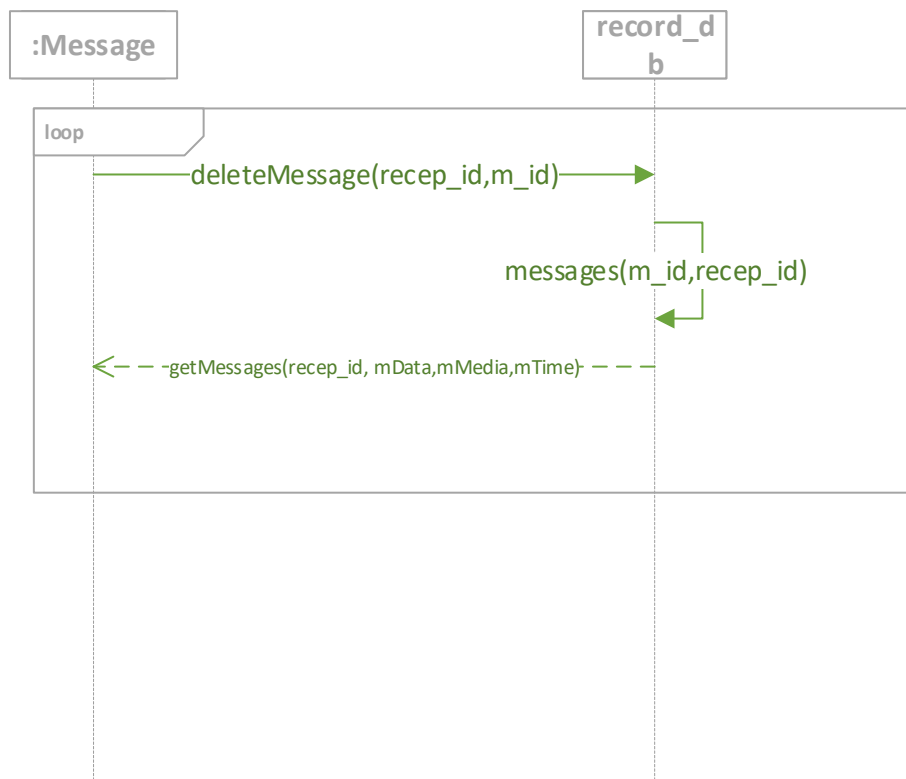 :Message
record_d
b
loop
deleteMessage(recep_id,m_id)
messages(m_id,recep_id)
getMessages(recep_id, mData,mMedia,mTime)